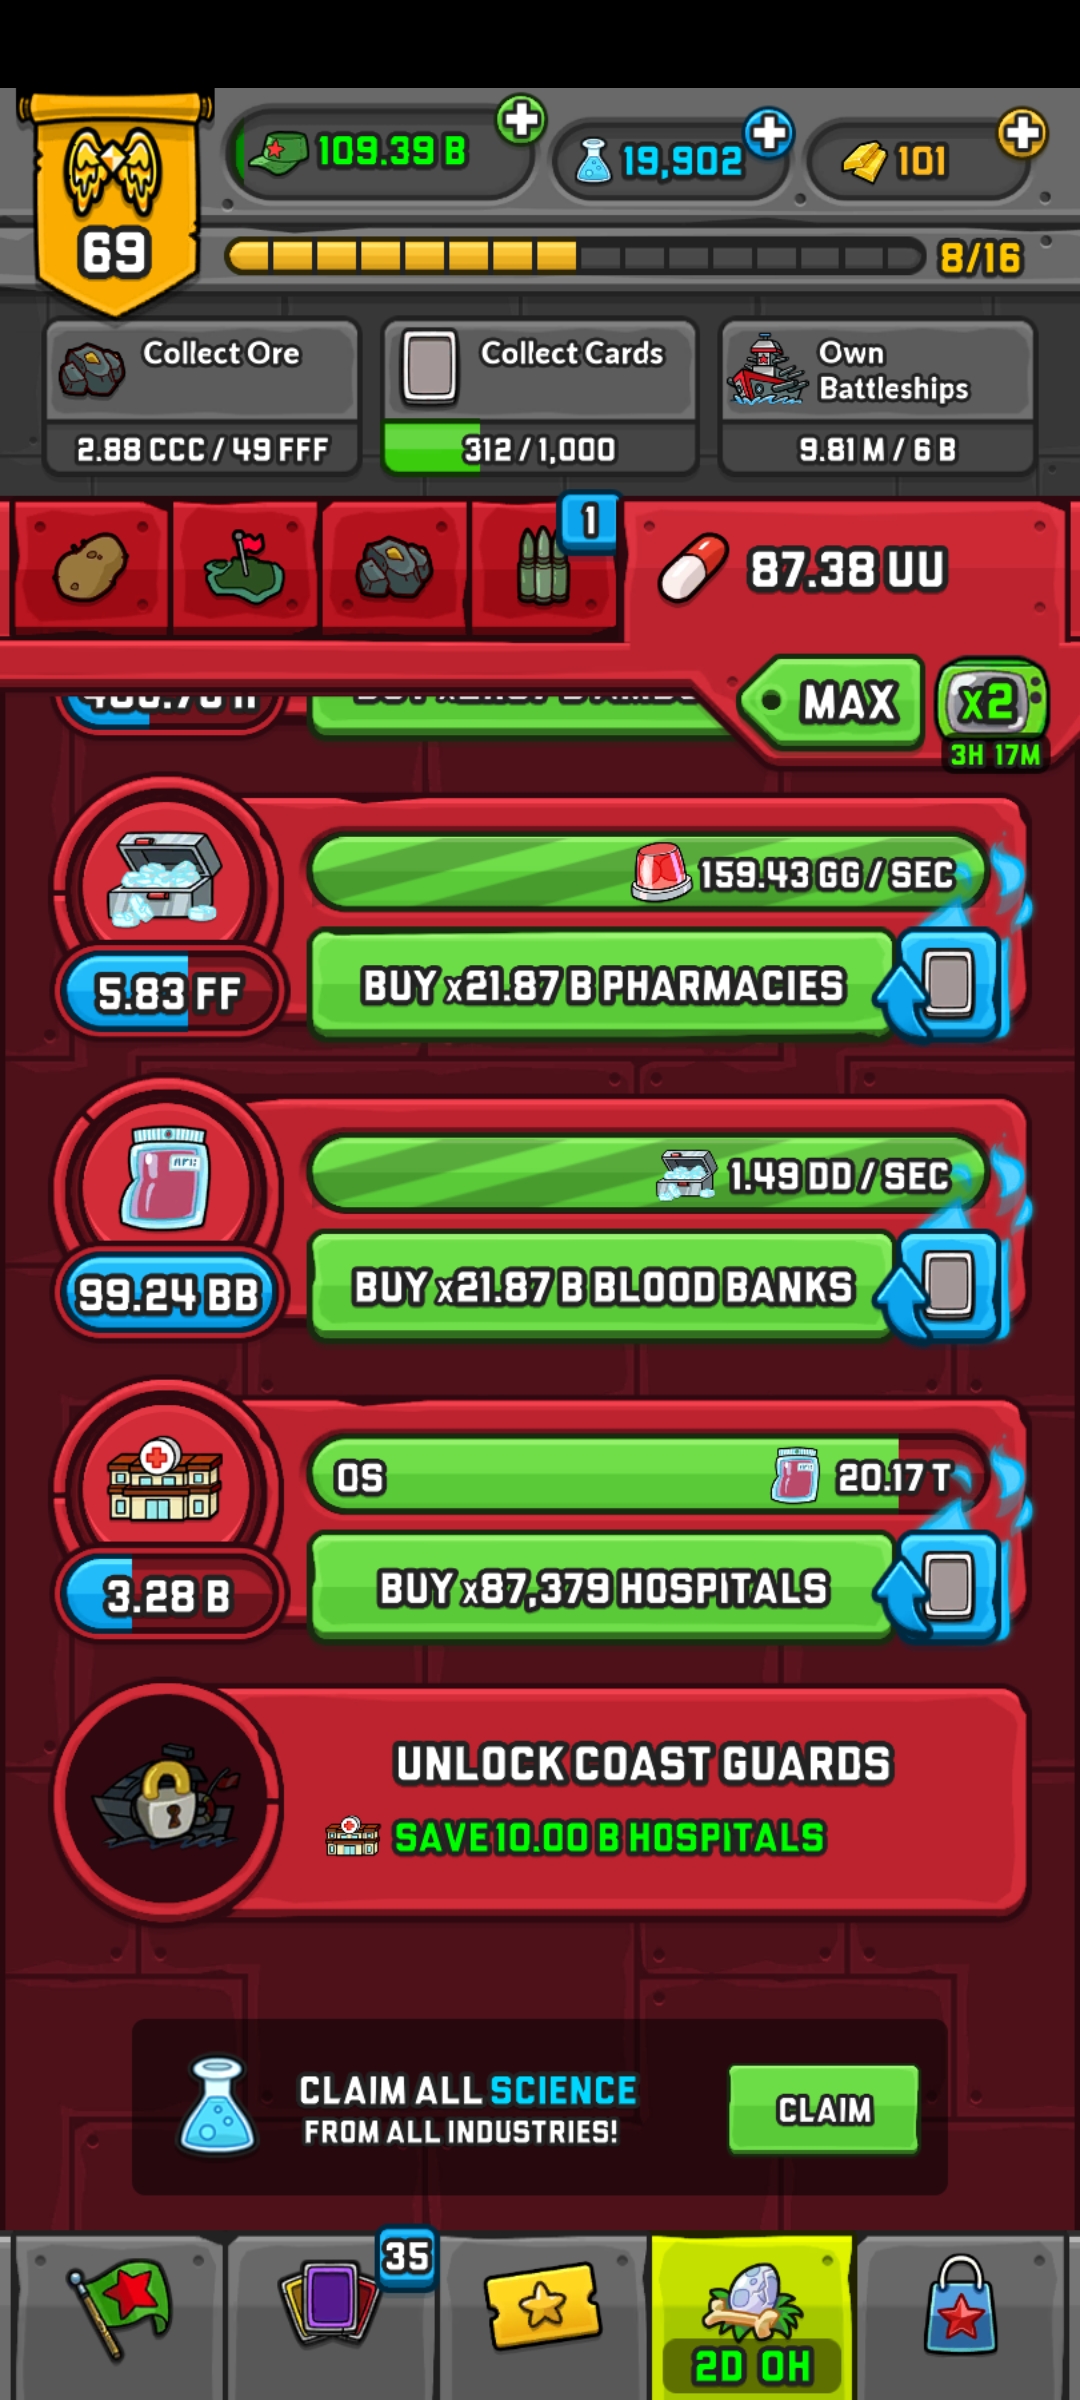 109.39 B
19,902
101
69
8/16
Collect Ore
2.88 CCC / 49 FFF
Collect Cards
312 / 1,000
Own
Battleships
9.81 M / 6 B
1
87.38 UU
MAX
x2
3H 17M
159.43 GG / SEC
5.83 FF
BUY x21.87 B PHARMACIES
1.49 DD / SEC
99.24 BB
BUY x21.87 B BLOOD BANKS
0S
20.17 T
3.28 B
BUY x87,379 HOSPITALS
UNLOCK COAST GUARDS
SAVE 10.00 B HOSPITALS
CLAIM ALL SCIENCE
FROM ALL INDUSTRIES!
CLAIM
35
2D 0H